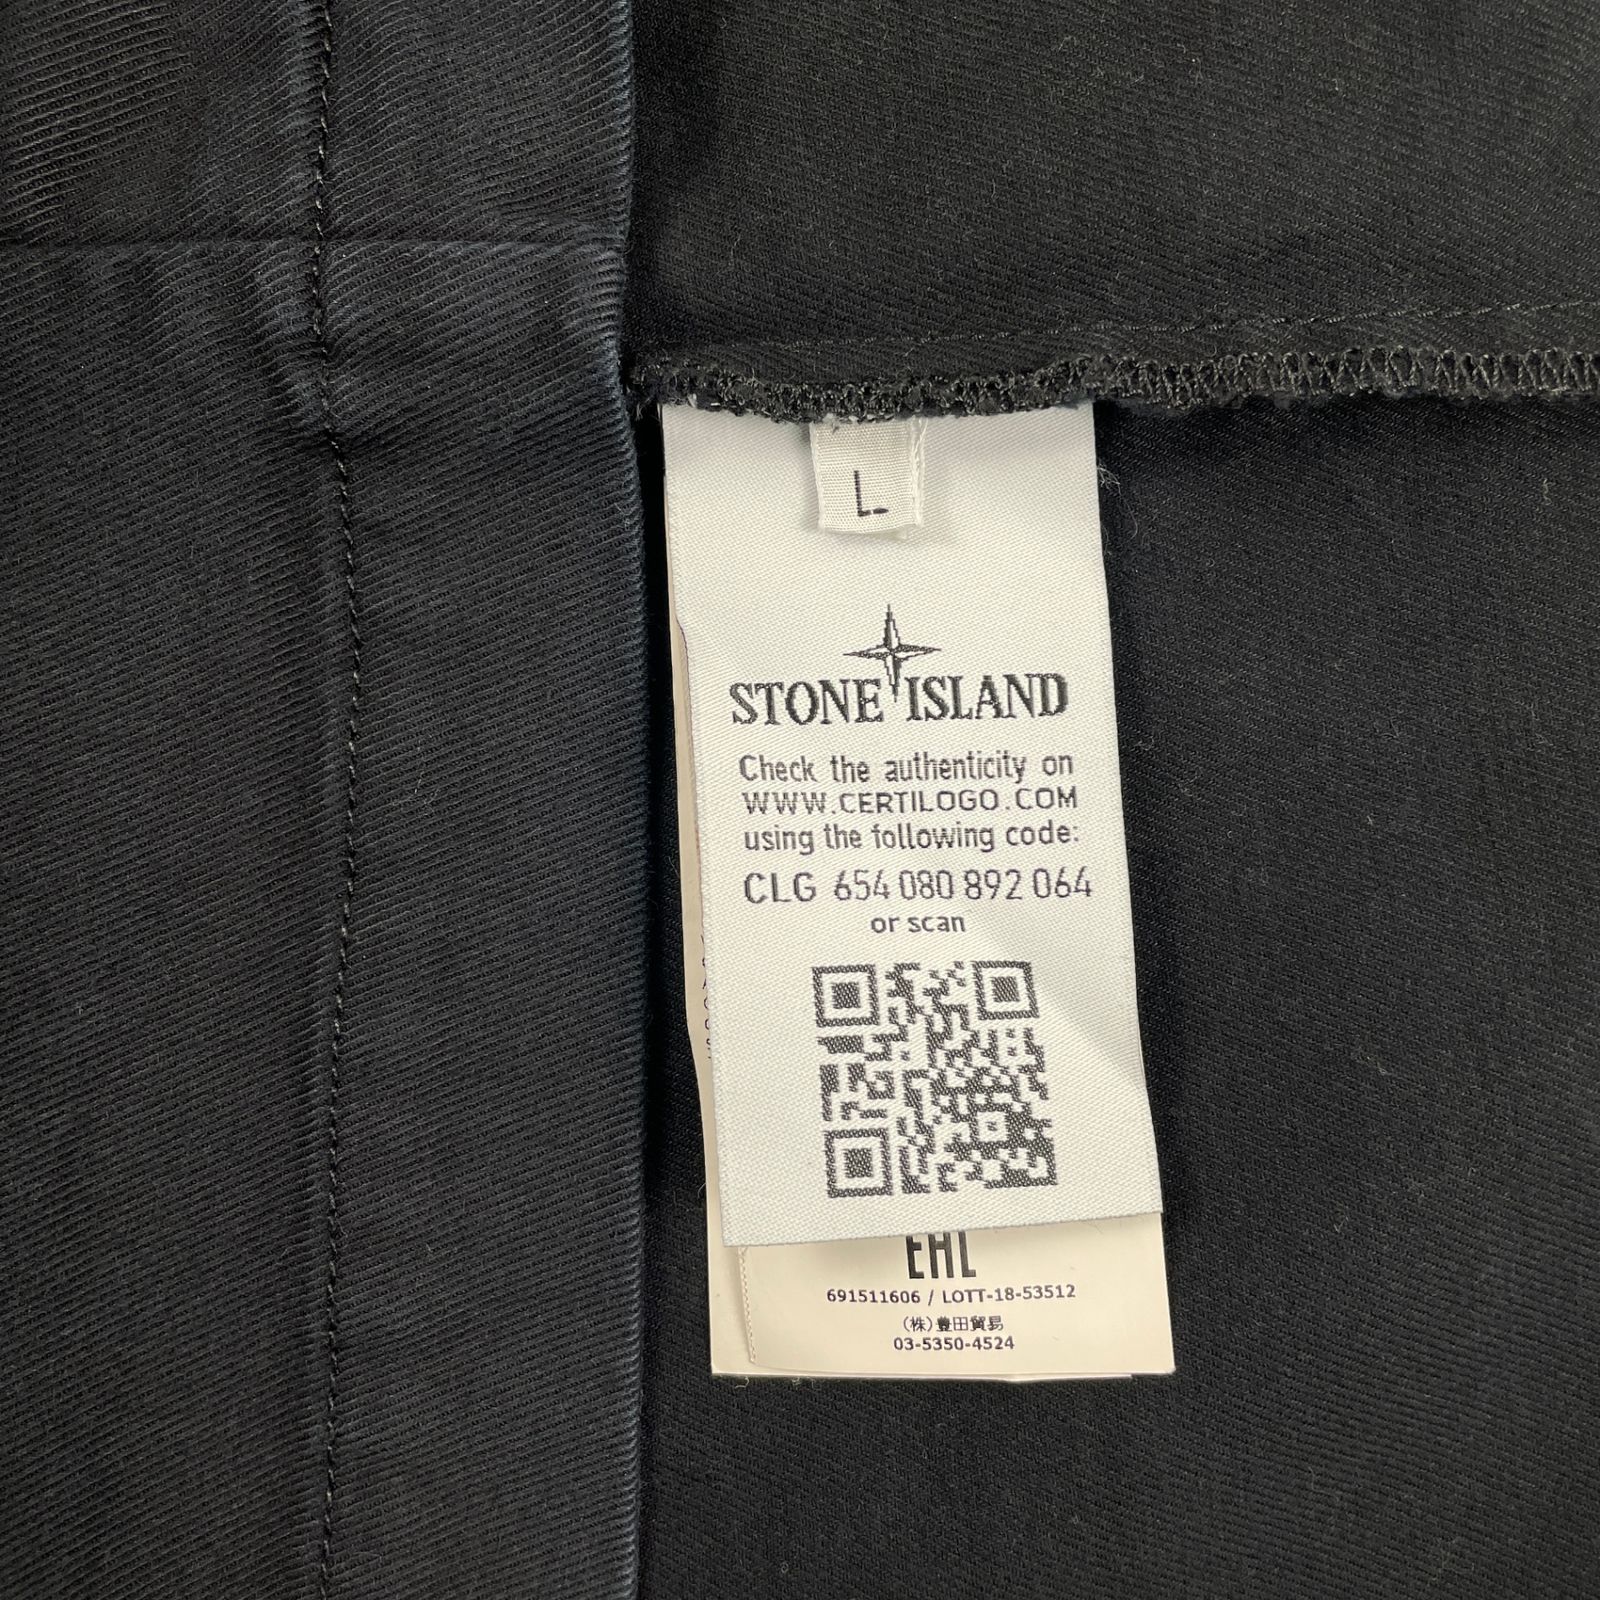 L
STONE ISLAND
Check the authenticity on
WWW.CERTILOGO.COM
using the following code:
CLG 654 080 892 064
or scan
EAC
691511606 / LOTT-18-53512
(株)豊田貿易
03-5350-4524